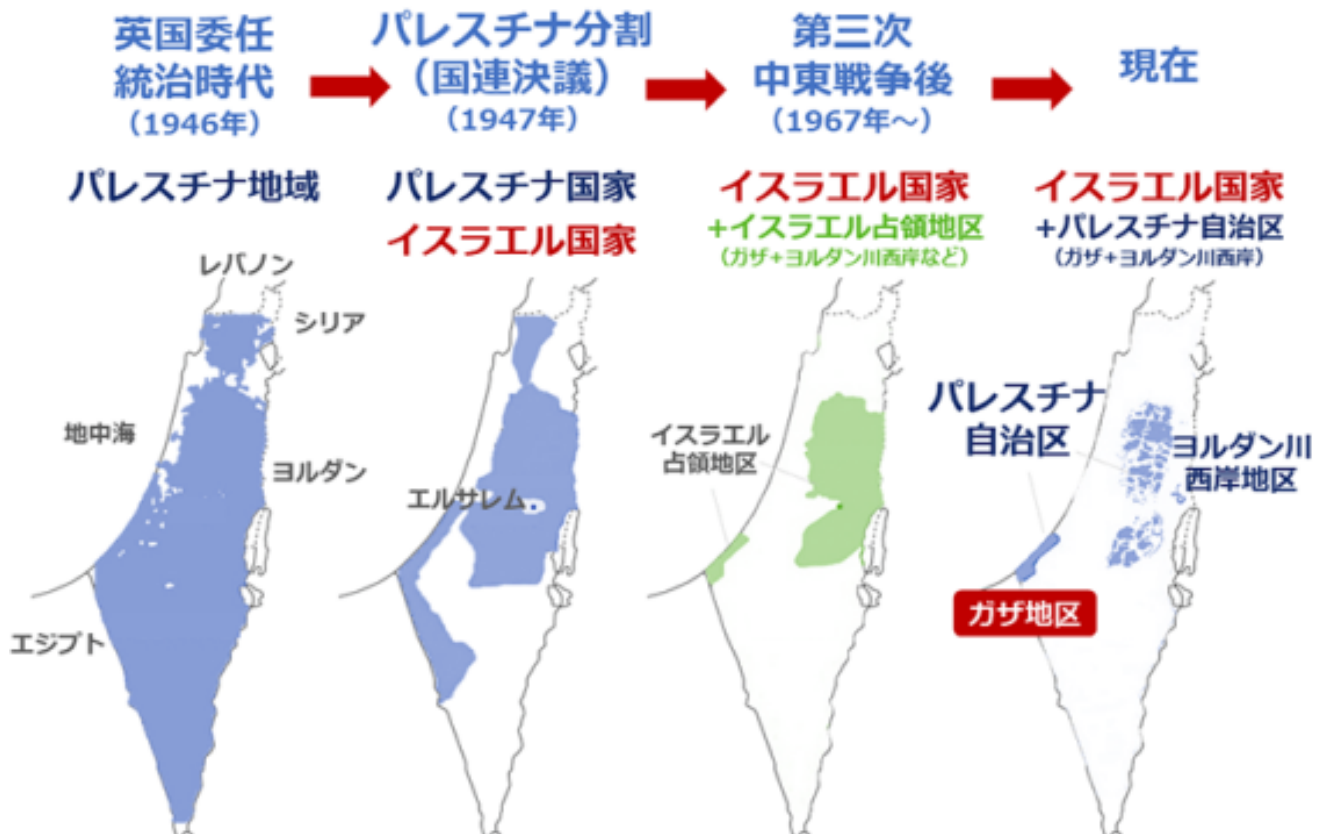 英国委任
統治時代
(1946年)
パレスチナ分割
(国連決議)
(1947年)
第三次
中東戦争後
(1967年～)
現在
パレスチナ地域
パレスチナ国家
イスラエル国家
イスラエル国家
+イスラエル占領地区
(ガザ+ヨルダン川西岸など)
イスラエル国家
+パレスチナ自治区
(ガザ+ヨルダン川西岸)
レバノン
シリア
地中海
ヨルダン
エジプト
エルサレム
イスラエル
占領地区
パレスチナ
自治区
ヨルダン川
西岸地区
ガザ地区